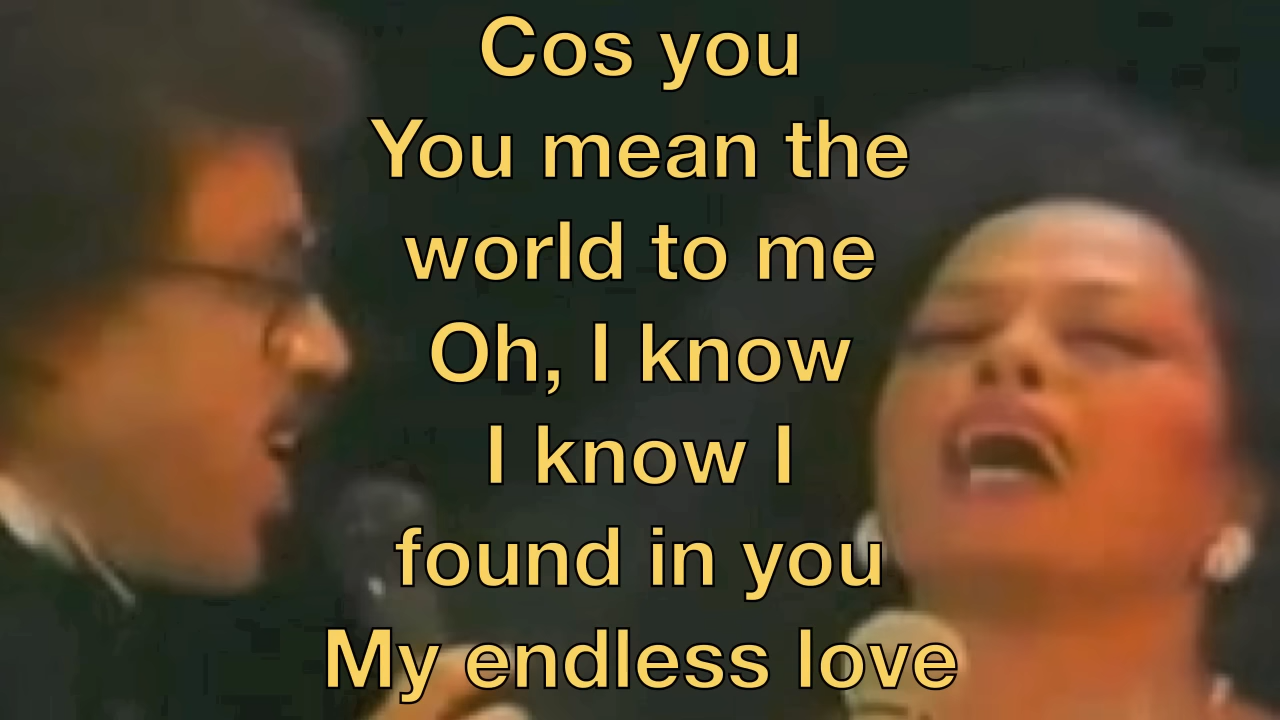 Cos you
You mean the
world to me
Oh, I know
I know I
found in you
My endless love